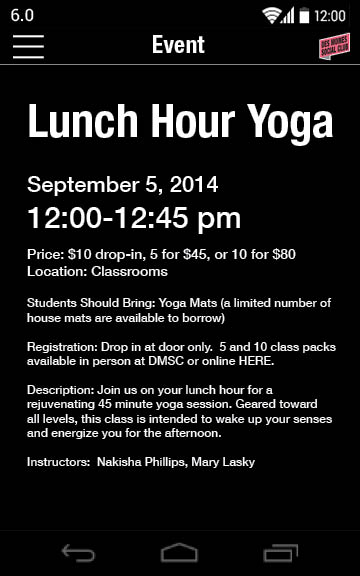 6.0 12:00
Event
DES MOINES
SOCIAL CLUB
Lunch Hour Yoga
September 5, 2014
12:00-12:45 pm
Price: $10 drop-in, 5 for $45, or 10 for $80
Location: Classrooms
Students Should Bring: Yoga Mats (a limited number of
house mats are available to borrow)
Registration: Drop in at door only.  5 and 10 class packs
available in person at DMSC or online HERE.
Description: Join us on your lunch hour for a
rejuvenating 45 minute yoga session. Geared toward
all levels, this class is intended to wake up your senses
and energize you for the afternoon.
Instructors:  Nakisha Phillips, Mary Lasky